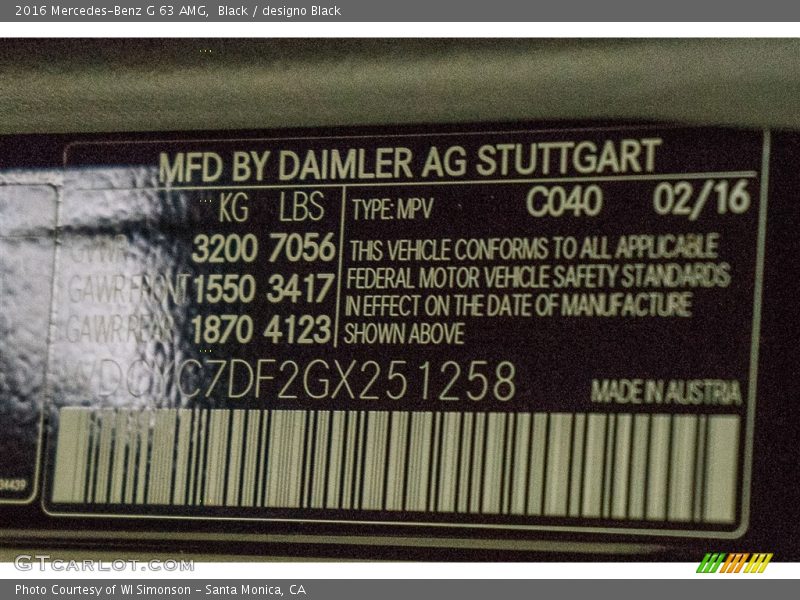 2016 Mercedes-Benz G 63 AMG,  Black / designo Black
MFD BY DAIMLER AG STUTTGART
KG LBS TYPE: MPV C040 02/16
GVWR 3200 7056
GAWR FRONT 1550 3417
GAWR REAR 1870 4123
THIS VEHICLE CONFORMS TO ALL APPLICABLE
FEDERAL MOTOR VEHICLE SAFETY STANDARDS
IN EFFECT ON THE DATE OF MANUFACTURE
SHOWN ABOVE
WDCYC7DF2GX251258
MADE IN AUSTRIA
GTCARLOT.COM
Photo Courtesy of WI Simonson - Santa Monica, CA